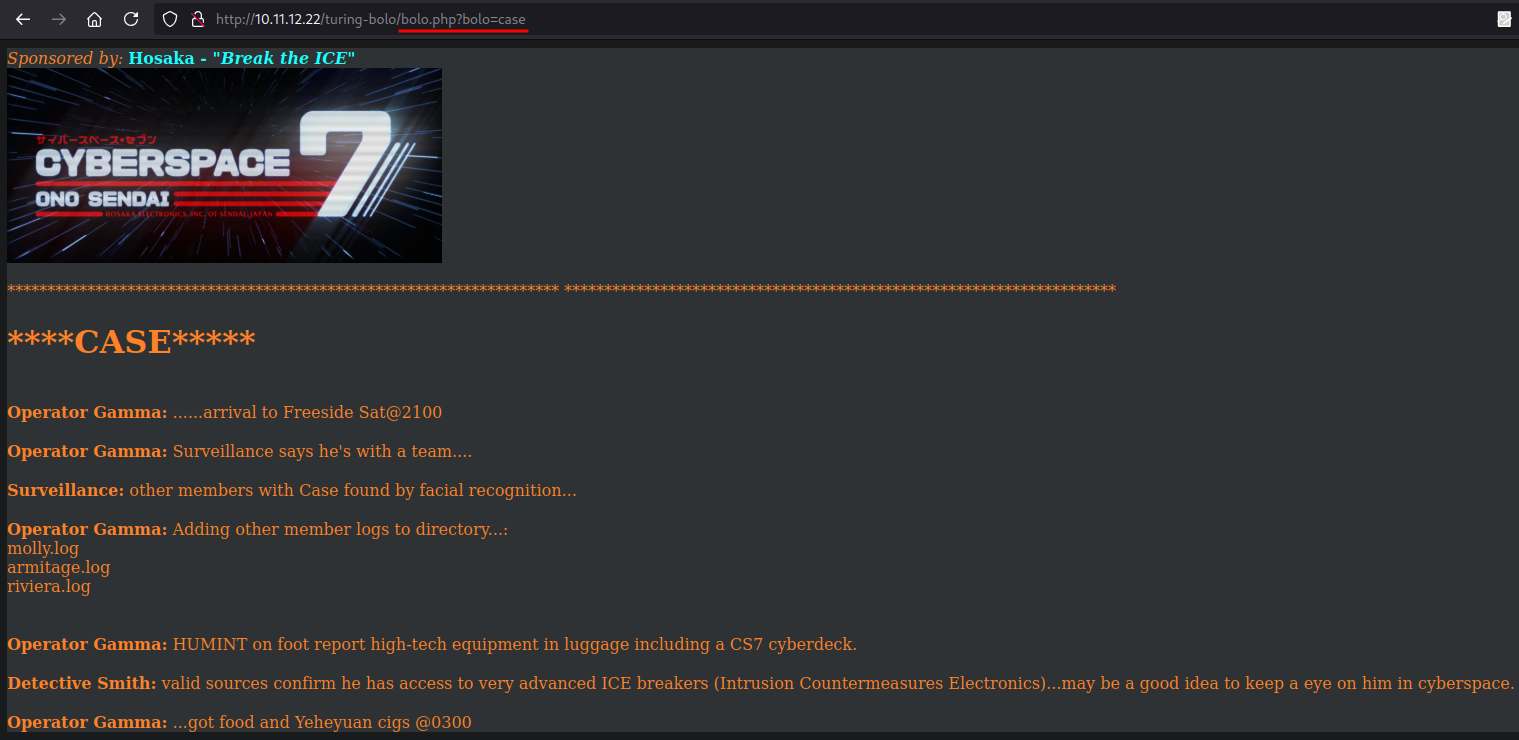 http://10.11.12.22/turing-bolo/bolo.php?bolo=case
Sponsored by: Hosaka - "Break the ICE"
サイバースペース・セブン
CYBERSPACE 7
ONO SENDAI
HOSAKA ELECTRONICS, INC. OF SENDAI, JAPAN
********************************************************************* *********************************************************************
****CASE*****
Operator Gamma: ......arrival to Freeside Sat@2100
Operator Gamma: Surveillance says he's with a team....
Surveillance: other members with Case found by facial recognition...
Operator Gamma: Adding other member logs to directory...:
molly.log
armitage.log
riviera.log
Operator Gamma: HUMINT on foot report high-tech equipment in luggage including a CS7 cyberdeck.
Detective Smith: valid sources confirm he has access to very advanced ICE breakers (Intrusion Countermeasures Electronics)...may be a good idea to keep a eye on him in cyberspace.
Operator Gamma: ...got food and Yeheyuan cigs @0300